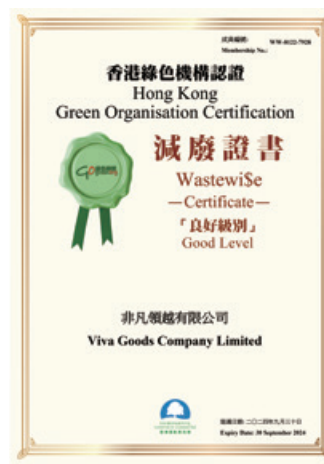 成員編號:
Membership No.: WW-0122-7928
香港綠色機構認證
Hong Kong
Green Organisation Certification
減廢證書
Wastewi$e
—Certificate—
「良好級別」
Good Level
非凡領越有限公司
Viva Goods Company Limited
屆滿日期: 二〇二四年九月三十日
Expiry Date: 30 September 2024